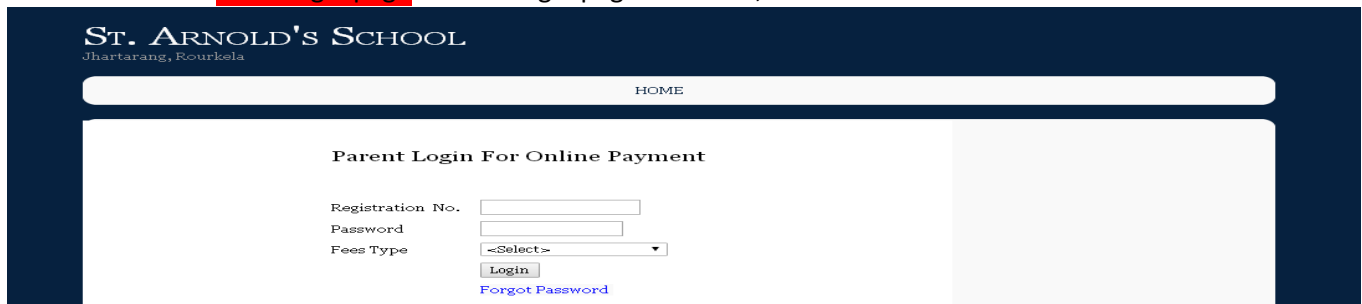 St. Arnold's School
Jhartarang, Rourkela
HOME
Parent Login For Online Payment
Registration No.
Password
Fees Type <Select>
Login
Forgot Password